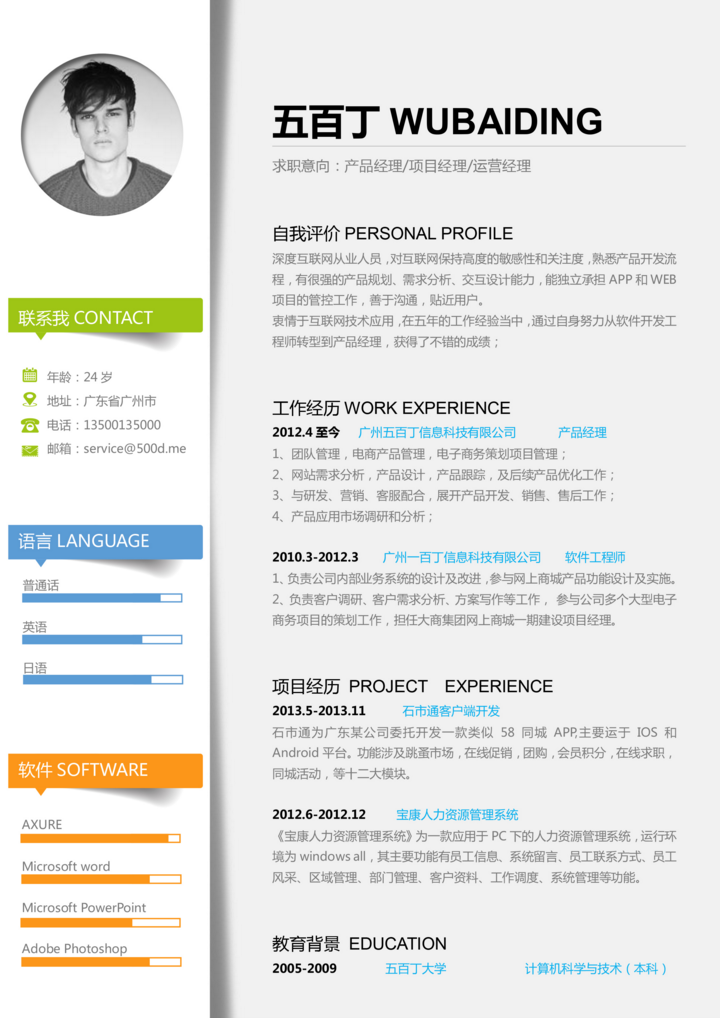 联系我 CONTACT
年龄：24 岁
地址：广东省广州市
电话：13500135000
邮箱：service@500d.me
语言 LANGUAGE
普通话
英语
日语
软件 SOFTWARE
AXURE
Microsoft word
Microsoft PowerPoint
Adobe Photoshop
五百丁 WUBAIDING
求职意向：产品经理/项目经理/运营经理
自我评价 PERSONAL PROFILE
深度互联网从业人员，对互联网保持高度的敏感性和关注度，熟悉产品开发流
程，有很强的产品规划、需求分析、交互设计能力，能独立承担 APP 和 WEB
项目的管控工作，善于沟通，贴近用户。
衷情于互联网技术应用，在五年的工作经验当中，通过自身努力从软件开发工
程师转型到产品经理，获得了不错的成绩；
工作经历 WORK EXPERIENCE
2012.4 至今 广州五百丁信息科技有限公司 产品经理
1、团队管理，电商产品管理，电子商务策划项目管理；
2、网站需求分析，产品设计，产品跟踪，及后续产品优化工作；
3、与研发、营销、客服配合，展开产品开发、销售、售后工作；
4、产品应用市场调研和分析；
2010.3-2012.3 广州一百丁信息科技有限公司 软件工程师
1、负责公司内部业务系统的设计及改进，参与网上商城产品功能设计及实施。
2、负责客户调研、客户需求分析、方案写作等工作， 参与公司多个大型电子
商务项目的策划工作，担任大商集团网上商城一期建设项目经理。
项目经历 PROJECT EXPERIENCE
2013.5-2013.11 石市通客户端开发
石市通为广东某公司委托开发一款类似 58 同城 APP,主要运于 IOS 和
Android 平台。功能涉及跳蚤市场，在线促销，团购，会员积分，在线求职，
同城活动，等十二大模块。
2012.6-2012.12 宝康人力资源管理系统
《宝康人力资源管理系统》为一款应用于 PC 下的人力资源管理系统，运行环
境为 windows all，其主要功能有员工信息、系统留言、员工联系方式、员工
风采、区域管理、部门管理、客户资料、工作调度、系统管理等功能。
教育背景 EDUCATION
2005-2009 五百丁大学 计算机科学与技术（本科）